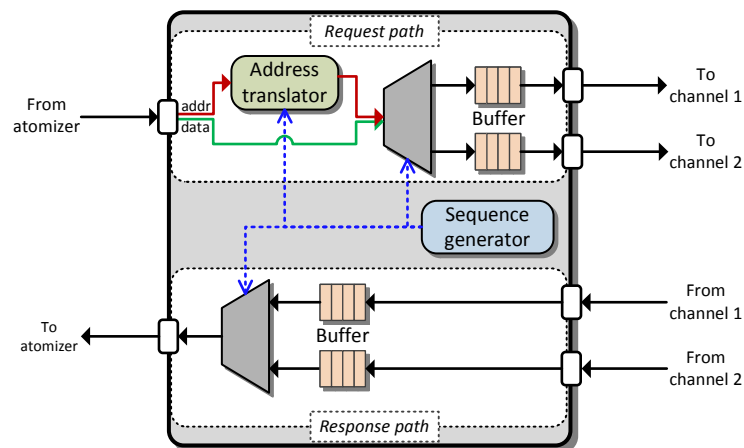 Request path
From
atomizer
addr
data
Address
translator
Buffer
To
channel 1
To
channel 2
Sequence
generator
To
atomizer
Buffer
From
channel 1
From
channel 2
Response path